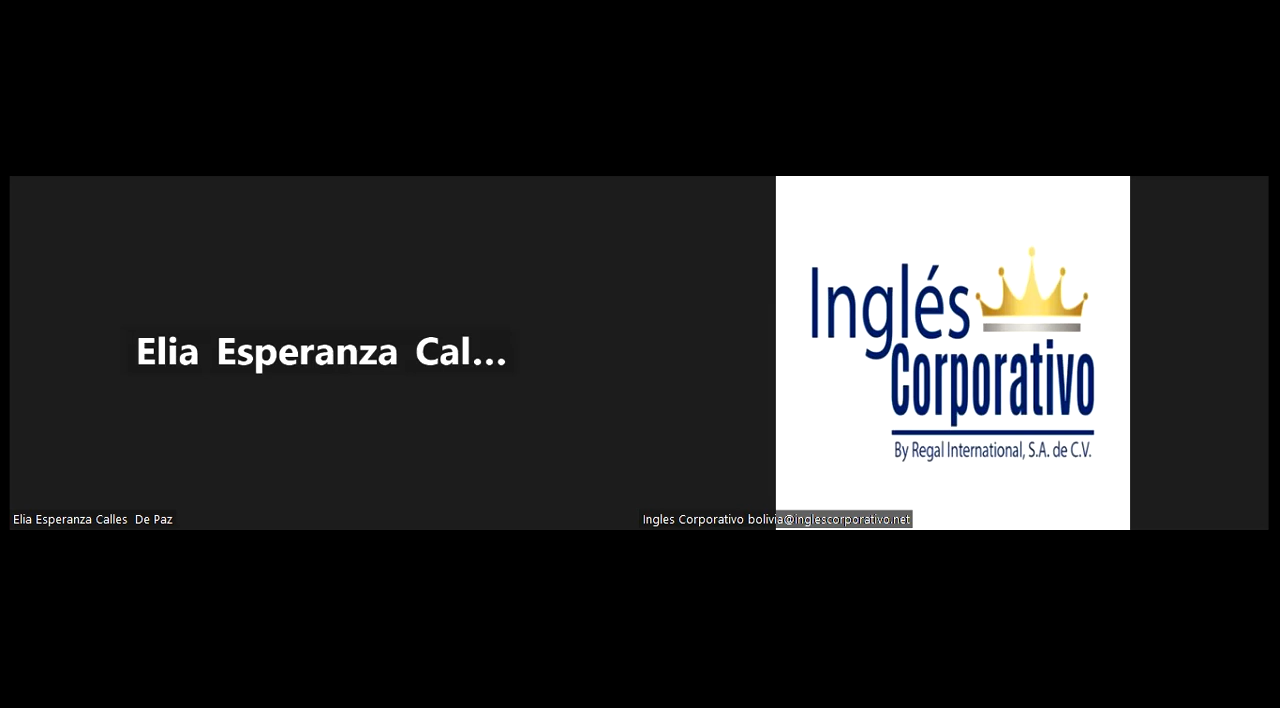 Elia Esperanza Cal...
Elia Esperanza Calles De Paz
Inglés
Corporativo
By Regal International, S.A. de C.V.
Ingles Corporativo bolivia@inglescorporativo.net